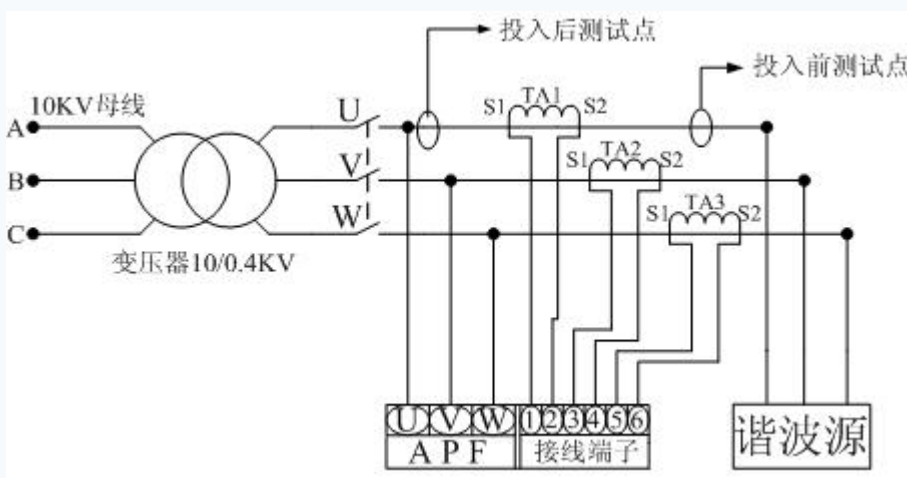 投入后测试点
投入前测试点
10KV母线
A
B
C
U
V
W
S1 TA1 S2
S1 TA2 S2
S1 TA3 S2
变压器10/0.4KV
U V W 1 2 3 4 5 6
A P F 接线端子
谐波源